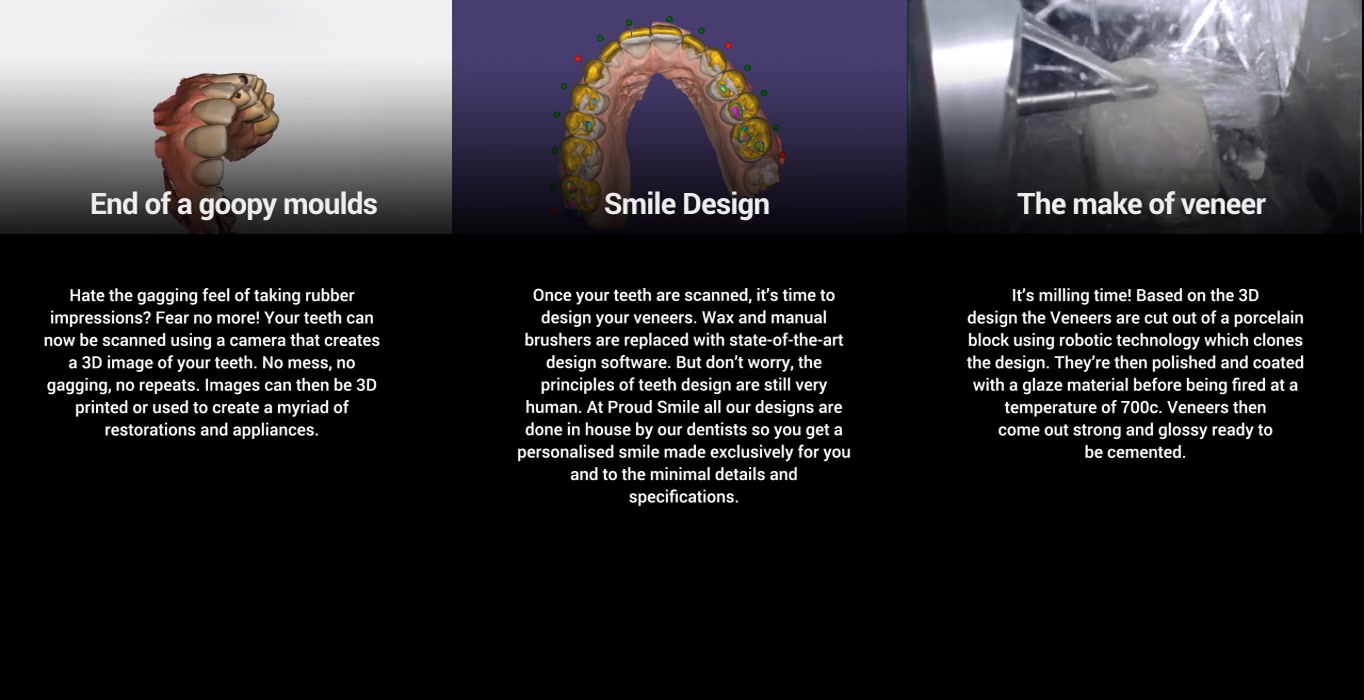 End of a goopy moulds
Hate the gagging feel of taking rubber
impressions? Fear no more! Your teeth can
now be scanned using a camera that creates
a 3D image of your teeth. No mess, no
gagging, no repeats. Images can then be 3D
printed or used to create a myriad of
restorations and appliances.
Smile Design
Once your teeth are scanned, it’s time to
design your veneers. Wax and manual
brushers are replaced with state-of-the-art
design software. But don’t worry, the
principles of teeth design are still very
human. At Proud Smile all our designs are
done in house by our dentists so you get a
personalised smile made exclusively for you
and to the minimal details and
specifications.
The make of veneer
It’s milling time! Based on the 3D
design the Veneers are cut out of a porcelain
block using robotic technology which clones
the design. They’re then polished and coated
with a glaze material before being fired at a
temperature of 700c. Veneers then
come out strong and glossy ready to
be cemented.